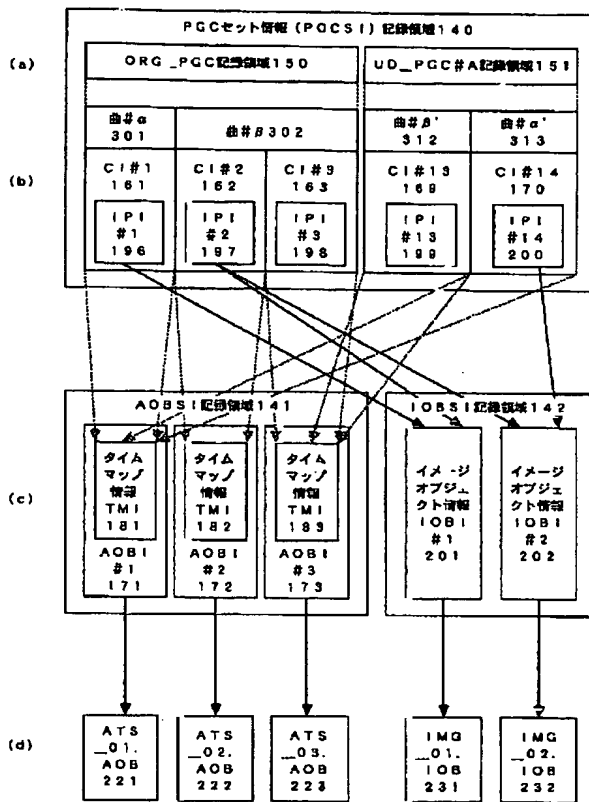 PGCセット情報(PGCSI)記録領域140
(a)
ORG_PGC記録領域150
UD_PGC#A記録領域151
曲#α
301
曲#β302
曲#β'
312
曲#α'
313
(b)
CI#1
161
CI#2
162
CI#3
163
CI#13
169
CI#14
170
IPI
#1
196
IPI
#2
197
IPI
#3
198
IPI
#13
199
IPI
#14
200
AOBSI記録領域141
IOBSI記録領域142
(c)
タイム
マップ
情報
TMI
181
タイム
マップ
情報
TMI
182
タイム
マップ
情報
TMI
183
イメージ
オブジェ
クト情報
IOBI
#1
201
イメージ
オブジェ
クト情報
IOBI
#2
202
AOBI
#1
171
AOBI
#2
172
AOBI
#3
173
(d)
ATS
_01.
AOB
221
ATS
_02.
AOB
222
ATS
_03.
AOB
223
IMG
_01.
IOB
231
IMG
_02.
IOB
232